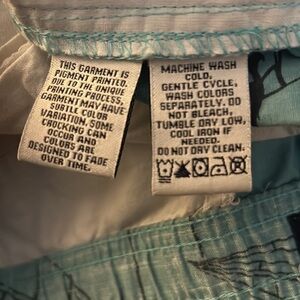 THIS GARMENT IS
PIGMENT PRINTED.
DUE TO THE UNIQUE
PRINTING PROCESS,
GARMENT MAY HAVE
SUBTLE COLOR
VARIATION. SOME
CROCKING CAN
OCCUR AND
COLORS ARE
DESIGNED TO FADE
OVER TIME.
MACHINE WASH
COLD,
GENTLE CYCLE,
WASH COLORS
SEPARATELY. DO
NOT BLEACH.
TUMBLE DRY LOW,
COOL IRON IF
NEEDED.
DO NOT DRY CLEAN.